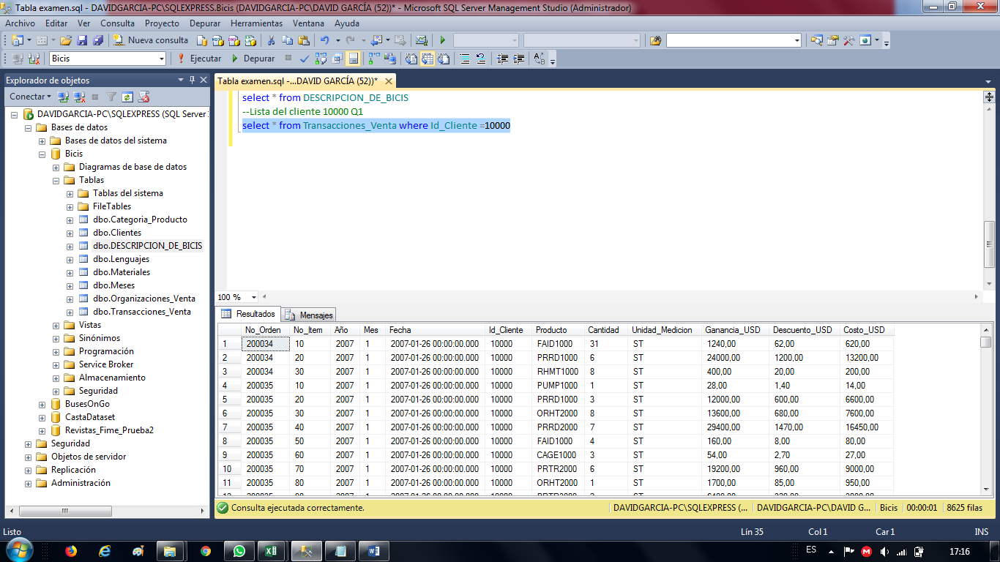 Tabla examen.sql - DAVIDGARCIA-PC\SQLEXPRESS.Bicis (DAVIDGARCIA-PC\DAVID GARCÍA (52))* - Microsoft SQL Server Management Studio (Administrador)
Archivo Editar Ver Consulta Proyecto Depurar Herramientas Ventana Ayuda
Nueva consulta
Bicis Ejecutar Depurar
Explorador de objetos
Conectar
DAVIDGARCIA-PC\SQLEXPRESS (SQL Server
Bases de datos
Bases de datos del sistema
Bicis
Diagramas de base de datos
Tablas
Tablas del sistema
FileTables
dbo.Categoria_Producto
dbo.Clientes
dbo.DESCRIPCION_DE_BICIS
dbo.Lenguajes
dbo.Materiales
dbo.Meses
dbo.Organizaciones_Venta
dbo.Transacciones_Venta
Vistas
Sinónimos
Programación
Service Broker
Almacenamiento
Seguridad
BusesOnGo
CastaDataset
Revistas_Fime_Prueba2
Seguridad
Objetos de servidor
Replicación
Administración
Tabla examen.sql -...DAVID GARCÍA (52))*
select * from DESCRIPCION_DE_BICIS
--Lista del cliente 10000 Q1
select * from Transacciones_Venta where Id_Cliente =10000
100 %
Resultados Mensajes
No_Orden No_Item Año Mes Fecha Id_Cliente Producto Cantidad Unidad_Medicion Ganancia_USD Descuento_USD Costo_USD
1 200034 10 2007 1 2007-01-26 00:00:00.000 10000 FAID1000 31 ST 1240,00 62,00 620,00
2 200034 20 2007 1 2007-01-26 00:00:00.000 10000 PRRD1000 6 ST 24000,00 1200,00 13200,00
3 200034 30 2007 1 2007-01-26 00:00:00.000 10000 RHMT1000 8 ST 400,00 20,00 200,00
4 200035 10 2007 1 2007-01-26 00:00:00.000 10000 PUMP1000 1 ST 28,00 1,40 14,00
5 200035 20 2007 1 2007-01-26 00:00:00.000 10000 PRRD1000 3 ST 12000,00 600,00 6600,00
6 200035 30 2007 1 2007-01-26 00:00:00.000 10000 ORHT2000 8 ST 13600,00 680,00 7600,00
7 200035 40 2007 1 2007-01-26 00:00:00.000 10000 PRRD2000 7 ST 29400,00 1470,00 16450,00
8 200035 50 2007 1 2007-01-26 00:00:00.000 10000 FAID1000 4 ST 160,00 8,00 80,00
9 200035 60 2007 1 2007-01-26 00:00:00.000 10000 CAGE1000 3 ST 54,00 2,70 27,00
10 200035 70 2007 1 2007-01-26 00:00:00.000 10000 PRTR2000 6 ST 19200,00 960,00 9000,00
11 200035 80 2007 1 2007-01-26 00:00:00.000 10000 ORHT2000 1 ST 1700,00 85,00 950,00
Consulta ejecutada correctamente. DAVIDGARCIA-PC\SQLEXPRESS (... DAVIDGARCIA-PC\DAVID G... Bicis 00:00:01 8625 filas
Listo Lín 35 Col 1 Car 1 INS
ES 17:16